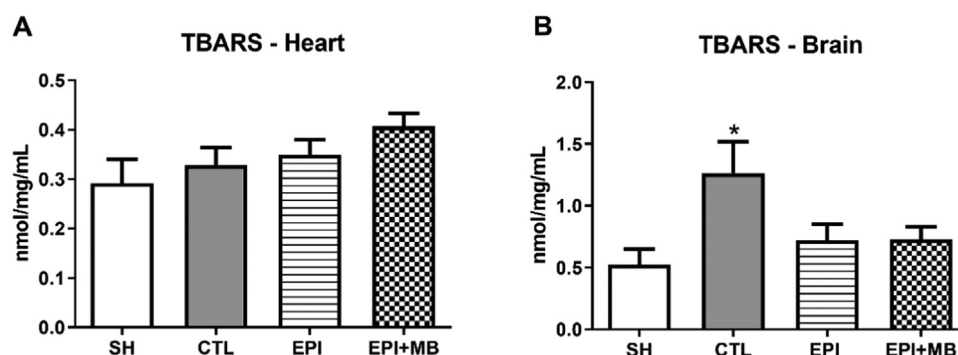 A
TBARS - Heart
nmol/mg/mL
0.5
0.4
0.3
0.2
0.1
0.0
SH CTL EPI EPI+MB
B
TBARS - Brain
nmol/mg/mL
2.0
1.5
1.0
0.5
0.0
*
SH CTL EPI EPI+MB